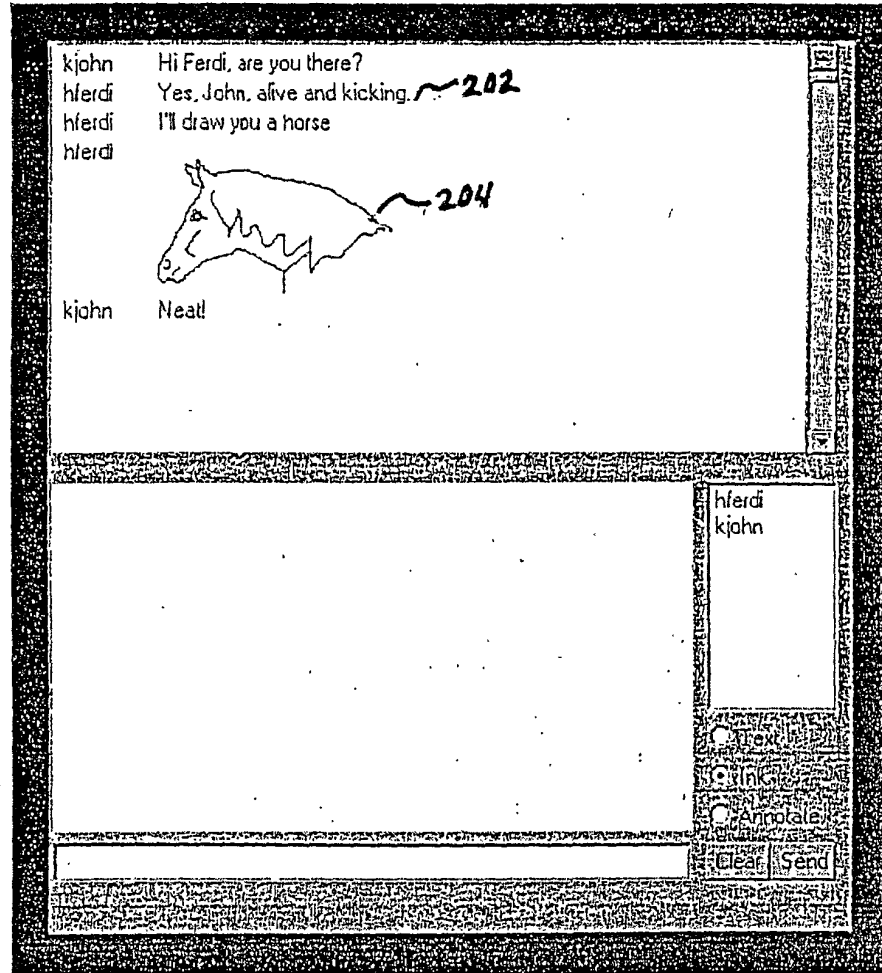 kjohn Hi Ferdi, are you there?
hferdi Yes, John, alive and kicking. 202
hferdi I'll draw you a horse
hferdi
204
kjohn Neat!
hferdi
kjohn
Text
Ink
Annotate
Clear Send